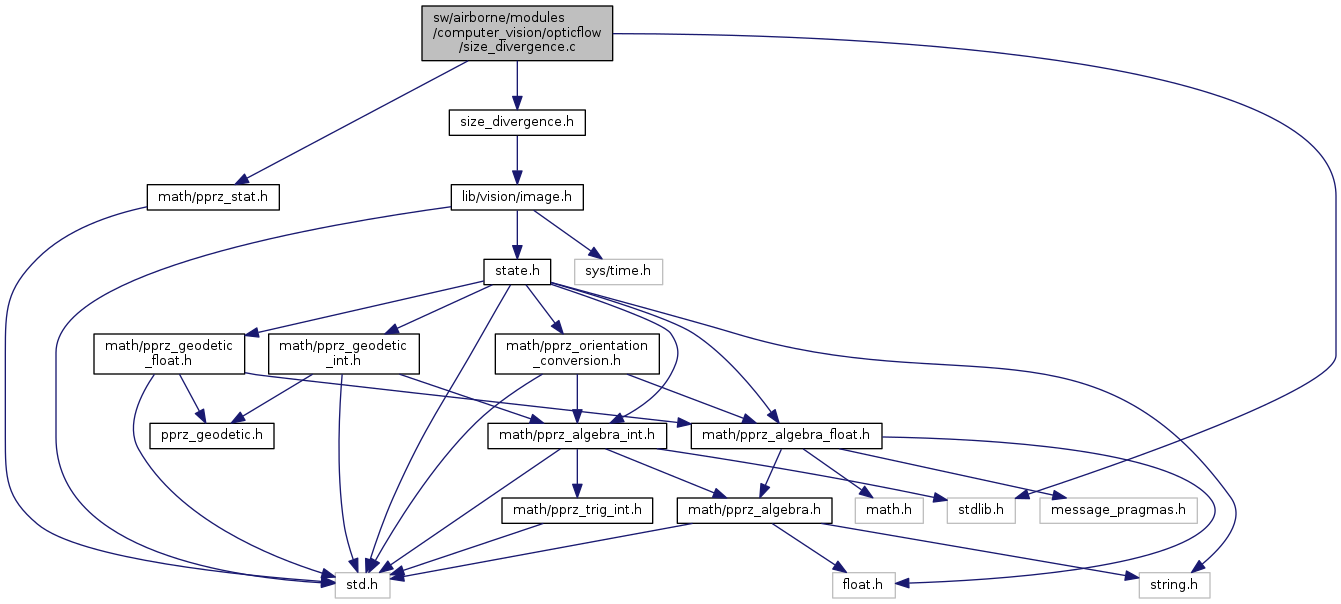 sw/airborne/modules
/computer_vision/opticflow
/size_divergence.c
size_divergence.h
math/pprz_stat.h
lib/vision/image.h
state.h
sys/time.h
math/pprz_geodetic
_float.h
math/pprz_geodetic
_int.h
math/pprz_orientation
_conversion.h
pprz_geodetic.h
math/pprz_algebra_int.h
math/pprz_algebra_float.h
math/pprz_trig_int.h
math/pprz_algebra.h
math.h
stdlib.h
message_pragmas.h
std.h
float.h
string.h